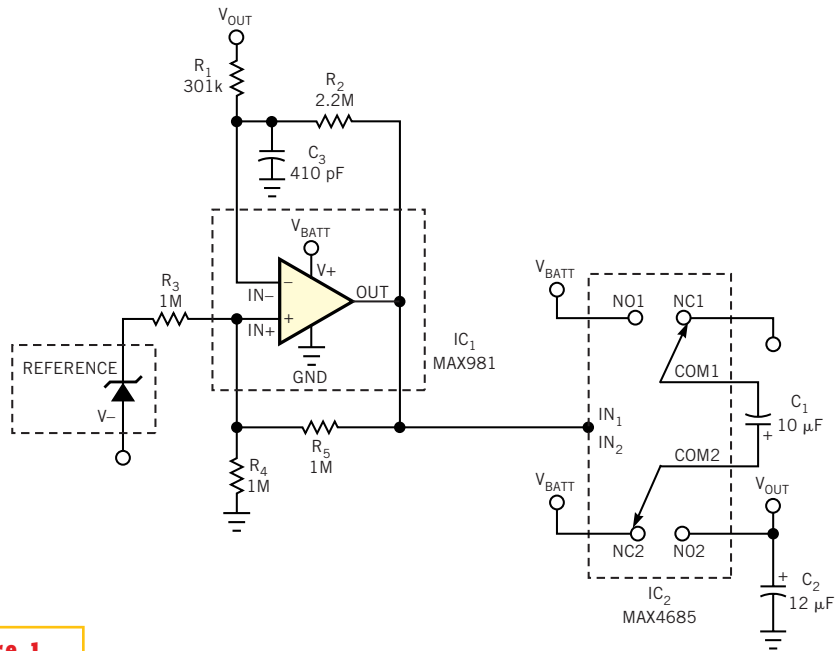 VOUT
R1
301k
R2
2.2M
C3
410 pF
VBATT
V+
−
IN−
OUT
+
IN+
GND
IC1
MAX981
R3
1M
REFERENCE
V−
R5
1M
R4
1M
VBATT
NO1
NC1
COM1
IN1
IN2
C1
+
10 µF
COM2
VBATT
VOUT
NC2
NO2
+
C2
12 µF
IC2
MAX4685